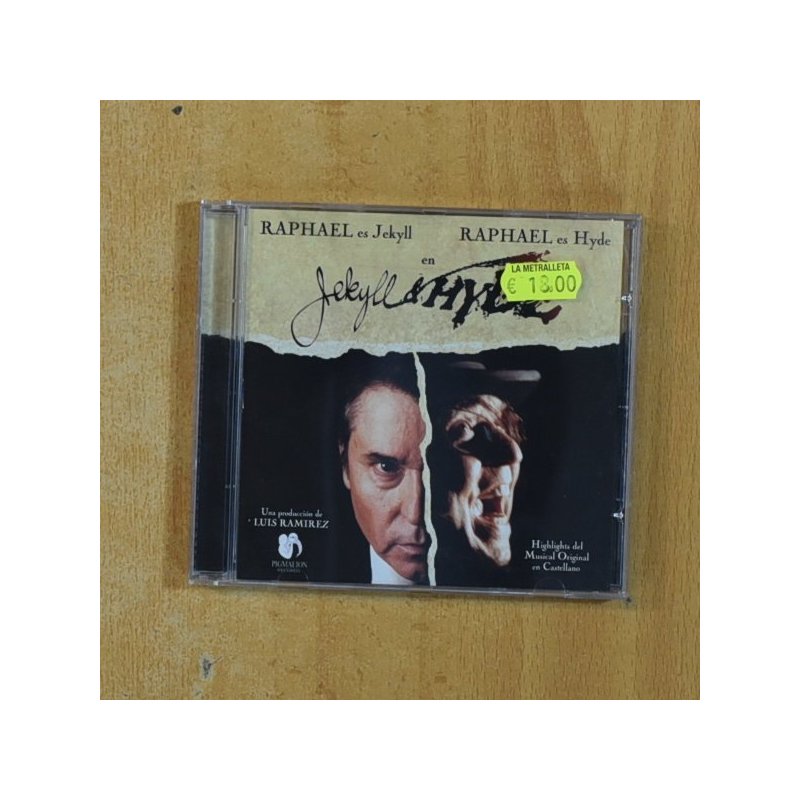 RAPHAEL es Jekyll
RAPHAEL es Hyde
en
Jekyll & HYDE
LA METRALLETA
€ 18.00
Una producción de
LUIS RAMIREZ
PIGMALION
Highlights del
Musical Original
en Castellano